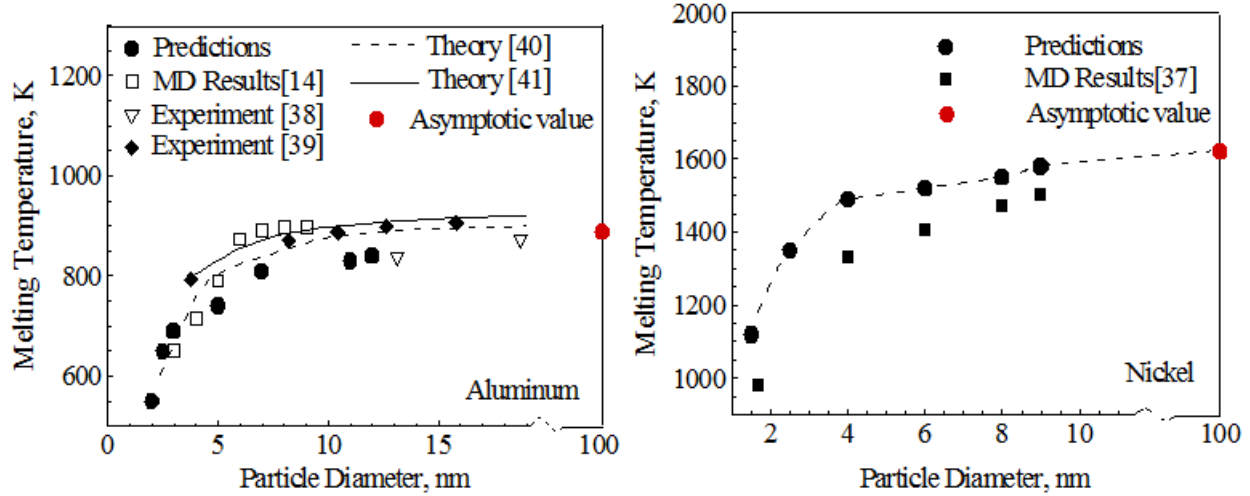 Predictions
MD Results[14]
Experiment [38]
Experiment [39]
Theory [40]
Theory [41]
Asymptotic value
Melting Temperature, K
1200
1000
800
600
Aluminum
0 5 10 15 100
Particle Diameter, nm
Predictions
MD Results[37]
Asymptotic value
Melting Temperature, K
2000
1800
1600
1400
1200
1000
Nickel
2 4 6 8 10 100
Particle Diameter, nm